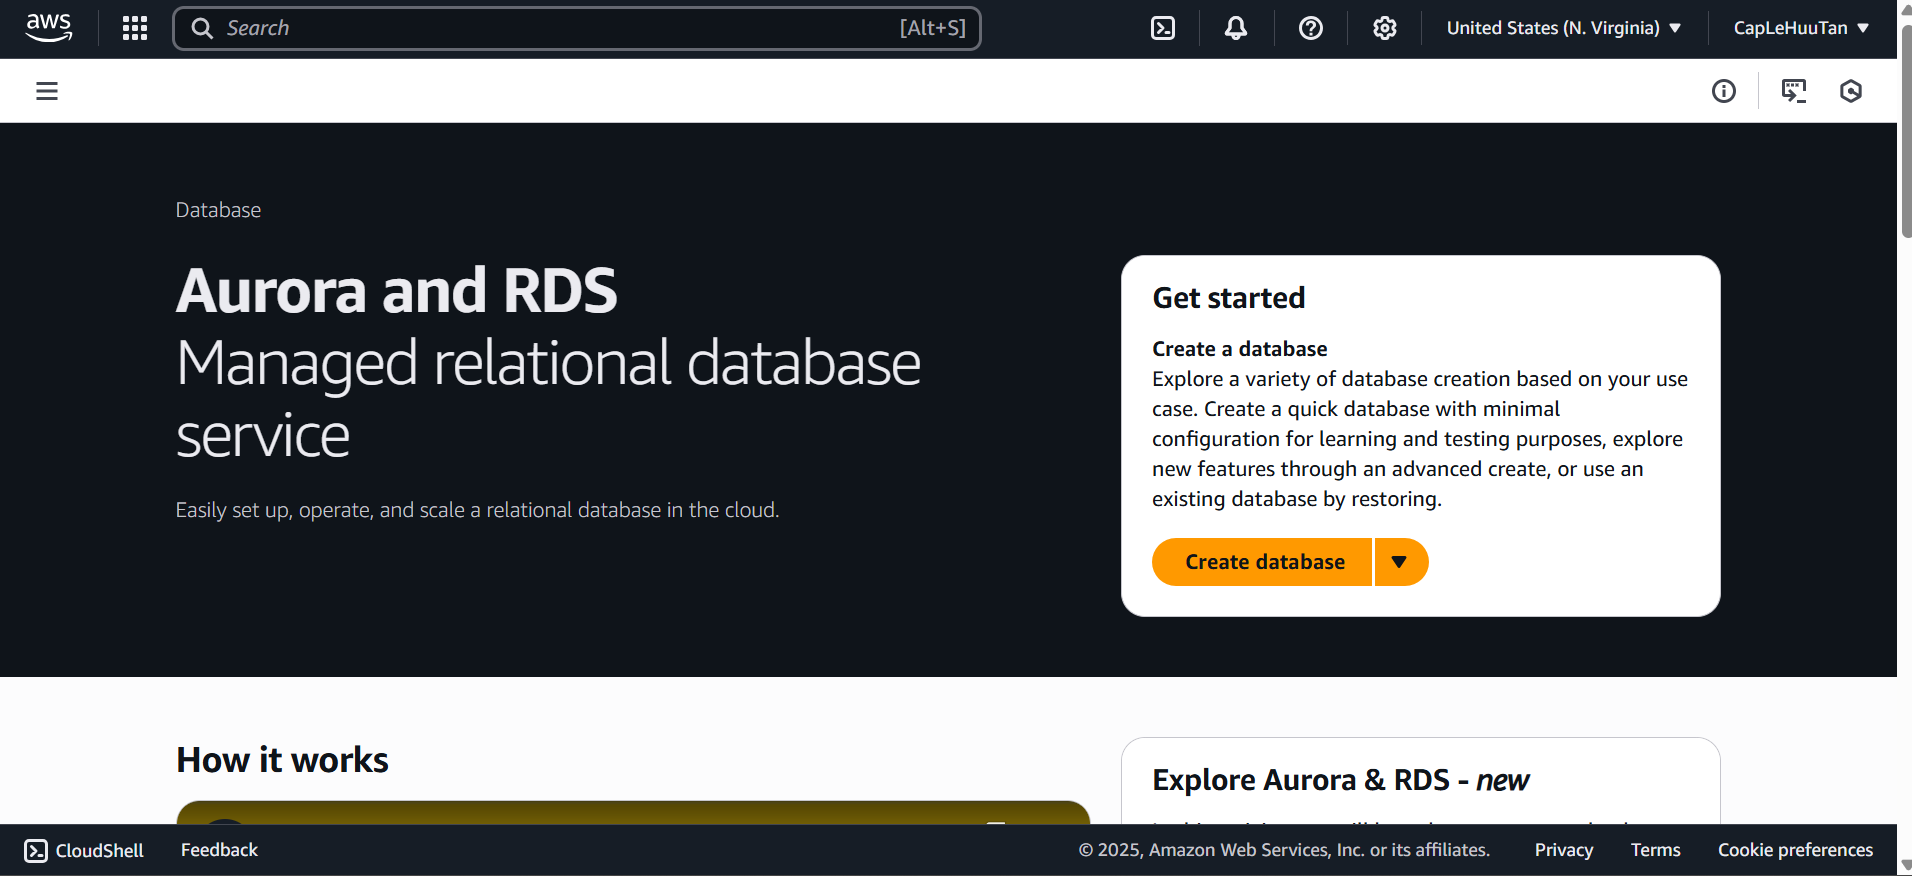 aws
Search
[Alt+S]
United States (N. Virginia)
CapLeHuuTan
Database
Aurora and RDS
Managed relational database
service
Easily set up, operate, and scale a relational database in the cloud.
Get started
Create a database
Explore a variety of database creation based on your use
case. Create a quick database with minimal
configuration for learning and testing purposes, explore
new features through an advanced create, or use an
existing database by restoring.
Create database
How it works
Explore Aurora & RDS - new
CloudShell
Feedback
© 2025, Amazon Web Services, Inc. or its affiliates.
Privacy
Terms
Cookie preferences